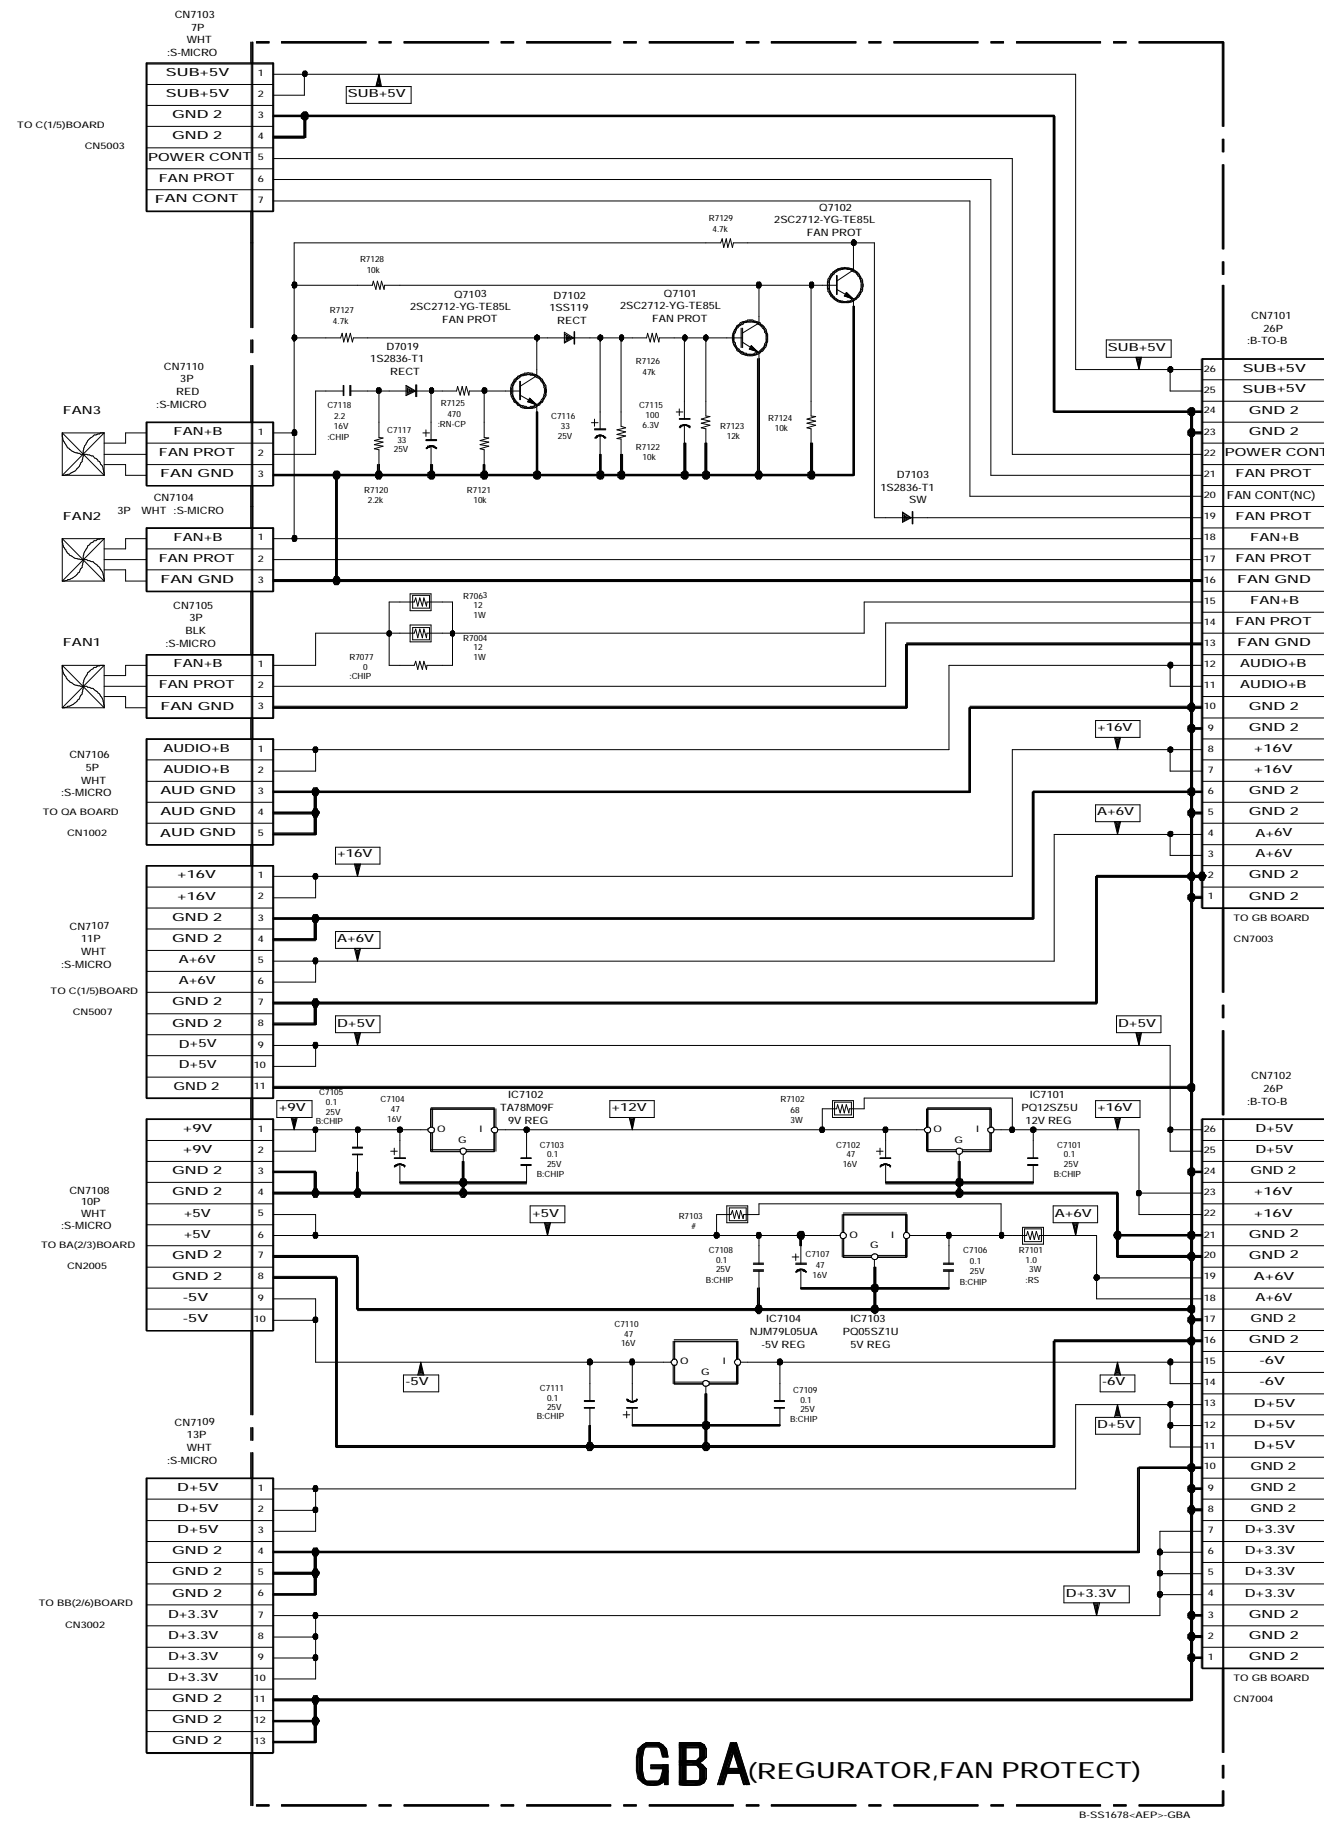 CN7103
7P
WHT
:S-MICRO
SUB+5V 1
SUB+5V 2
GND 2 3
GND 2 4
POWER CONT 5
FAN PROT 6
FAN CONT 7
TO C(1/5)BOARD
CN5003
SUB+5V
Q7102
2SC2712-YG-TE85L
FAN PROT
R7129
4.7k
R7128
10k
Q7103
2SC2712-YG-TE85L
FAN PROT
D7102
1SS119
RECT
Q7101
2SC2712-YG-TE85L
FAN PROT
R7127
4.7k
D7019
1S2836-T1
RECT
R7126
47k
C7118
2.2
16V
:CHIP
C7117
33
25V
R7125
470
:RN-CP
C7116
33
25V
C7115
100
6.3V
R7122
10k
R7123
12k
R7124
10k
R7120
2.2k
R7121
10k
D7103
1S2836-T1
SW
CN7110
3P
RED
:S-MICRO
FAN3
FAN+B 1
FAN PROT 2
FAN GND 3
CN7104
3P WHT :S-MICRO
FAN2
FAN+B 1
FAN PROT 2
FAN GND 3
CN7105
3P
BLK
:S-MICRO
FAN1
FAN+B 1
FAN PROT 2
FAN GND 3
R7063
12
1W
R7004
12
1W
R7077
0
:CHIP
CN7106
5P
WHT
:S-MICRO
TO QA BOARD
CN1002
AUDIO+B 1
AUDIO+B 2
AUD GND 3
AUD GND 4
AUD GND 5
+16V
A+6V
+16V
CN7107
11P
WHT
:S-MICRO
TO C(1/5)BOARD
CN5007
+16V 1
+16V 2
GND 2 3
GND 2 4
A+6V 5
A+6V 6
GND 2 7
GND 2 8
D+5V 9
D+5V 10
GND 2 11
A+6V
D+5V
D+5V
CN7101
26P
:B-TO-B
SUB+5V
26 SUB+5V
25 SUB+5V
24 GND 2
23 GND 2
22 POWER CONT
21 FAN PROT
20 FAN CONT(NC)
19 FAN PROT
18 FAN+B
17 FAN PROT
16 FAN GND
15 FAN+B
14 FAN PROT
13 FAN GND
12 AUDIO+B
11 AUDIO+B
10 GND 2
9 GND 2
8 +16V
7 +16V
6 GND 2
5 GND 2
4 A+6V
3 A+6V
2 GND 2
1 GND 2
TO GB BOARD
CN7003
CN7108
10P
WHT
:S-MICRO
TO BA(2/3)BOARD
CN2005
+9V 1
+9V 2
GND 2 3
GND 2 4
+5V 5
+5V 6
GND 2 7
GND 2 8
-5V 9
-5V 10
+9V
C7105
0.1
25V
B:CHIP
C7104
47
16V
IC7102
TA78M09F
9V REG
O I
G
C7103
0.1
25V
B:CHIP
+12V
R7102
68
3W
C7102
47
16V
IC7101
PQ12SZ5U
12V REG
O I
G
C7101
0.1
25V
B:CHIP
+16V
+5V
R7103
#
C7108
0.1
25V
B:CHIP
C7107
47
16V
O I
G
C7106
0.1
25V
B:CHIP
R7101
1.0
3W
:RS
A+6V
IC7103
PQ05SZ1U
5V REG
IC7104
NJM79L05UA
-5V REG
C7110
47
16V
O I
G
C7111
0.1
25V
B:CHIP
C7109
0.1
25V
B:CHIP
-5V
-6V
D+5V
CN7102
26P
:B-TO-B
26 D+5V
25 D+5V
24 GND 2
23 +16V
22 +16V
21 GND 2
20 GND 2
19 A+6V
18 A+6V
17 GND 2
16 GND 2
15 -6V
14 -6V
13 D+5V
12 D+5V
11 D+5V
10 GND 2
9 GND 2
8 GND 2
7 D+3.3V
6 D+3.3V
5 D+3.3V
4 D+3.3V
3 GND 2
2 GND 2
1 GND 2
TO GB BOARD
CN7004
CN7109
13P
WHT
:S-MICRO
TO BB(2/6)BOARD
CN3002
D+5V 1
D+5V 2
D+5V 3
GND 2 4
GND 2 5
GND 2 6
D+3.3V 7
D+3.3V 8
D+3.3V 9
D+3.3V 10
GND 2 11
GND 2 12
GND 2 13
D+3.3V
GBA(REGURATOR,FAN PROTECT)
B-SS1678<AEP>-GBA